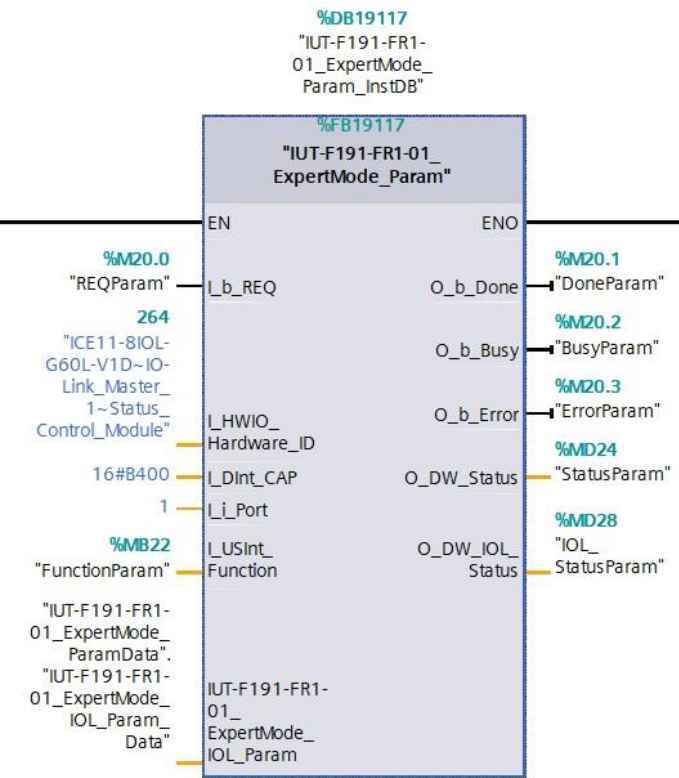 %DB19117
"IUT-F191-FR1-
01_ExpertMode_
Param_InstDB"
%FB19117
"IUT-F191-FR1-01_
ExpertMode_Param"
EN
ENO
%M20.0
"REQParam"
I_b_REQ
264
"ICE11-8IOL-
G60L-V1D~IO-
Link_Master_
1~Status_
Control_Module"
I_HWIO_
Hardware_ID
16#B400
I_DInt_CAP
1
I_i_Port
%MB22
"FunctionParam"
I_USInt_
Function
"IUT-F191-FR1-
01_ExpertMode_
ParamData".
"IUT-F191-FR1-
01_ExpertMode_
IOL_Param_
Data"
IUT-F191-FR1-
01_
ExpertMode_
IOL_Param
O_b_Done
%M20.1
"DoneParam"
O_b_Busy
%M20.2
"BusyParam"
O_b_Error
%M20.3
"ErrorParam"
O_DW_Status
%MD24
"StatusParam"
O_DW_IOL_
Status
%MD28
"IOL_
StatusParam"